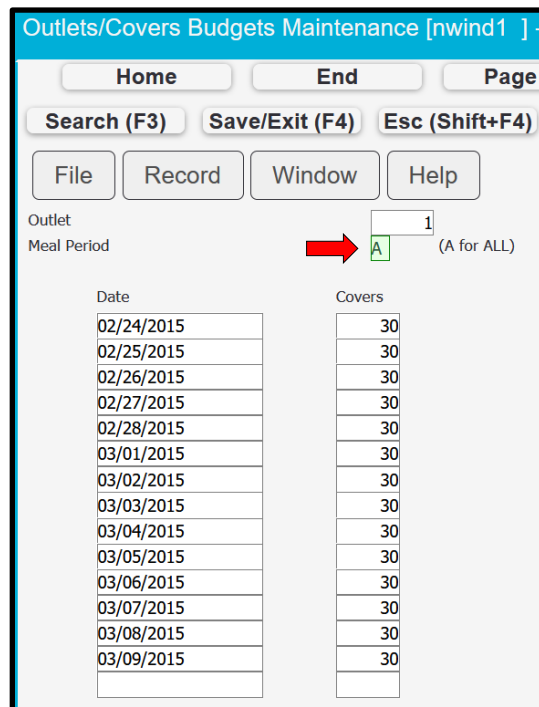 Outlets/Covers Budgets Maintenance [nwind1 ] -
Home End Page
Search (F3) Save/Exit (F4) Esc (Shift+F4)
File Record Window Help
Outlet 1
Meal Period A (A for ALL)
Date Covers
02/24/2015 30
02/25/2015 30
02/26/2015 30
02/27/2015 30
02/28/2015 30
03/01/2015 30
03/02/2015 30
03/03/2015 30
03/04/2015 30
03/05/2015 30
03/06/2015 30
03/07/2015 30
03/08/2015 30
03/09/2015 30